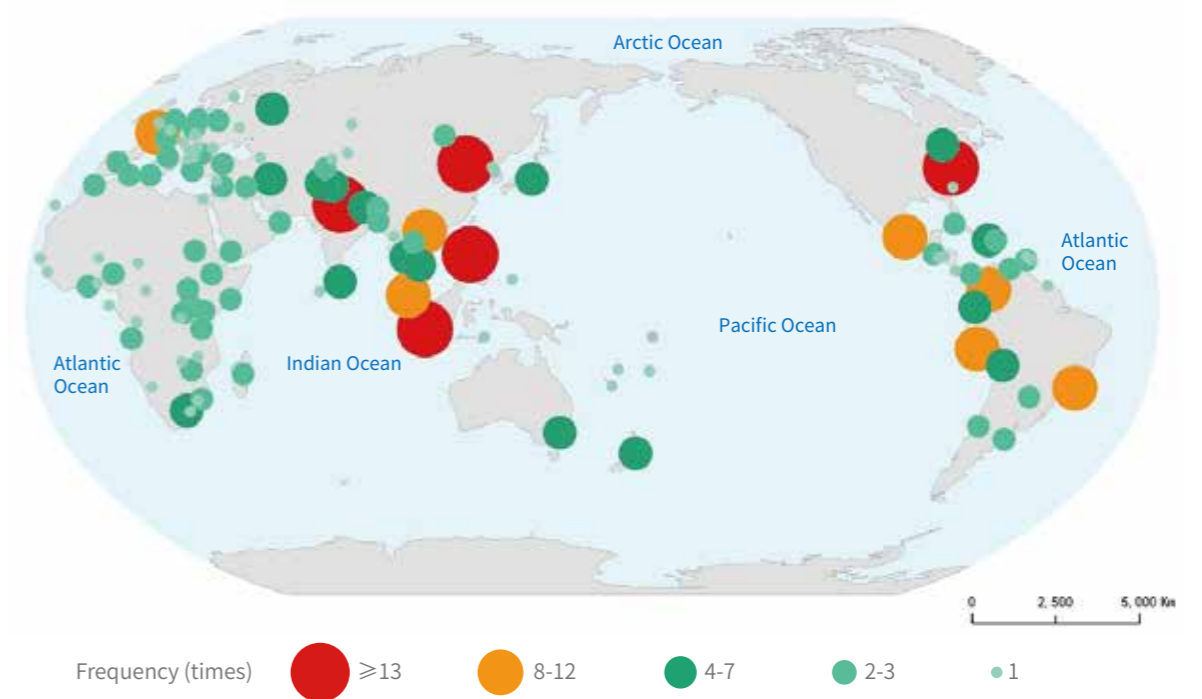 Arctic Ocean
Atlantic
Ocean
Pacific Ocean
Atlantic
Ocean
Indian Ocean
0 2,500 5,000 Km
Frequency (times) ⩾13 8-12 4-7 2-3 1